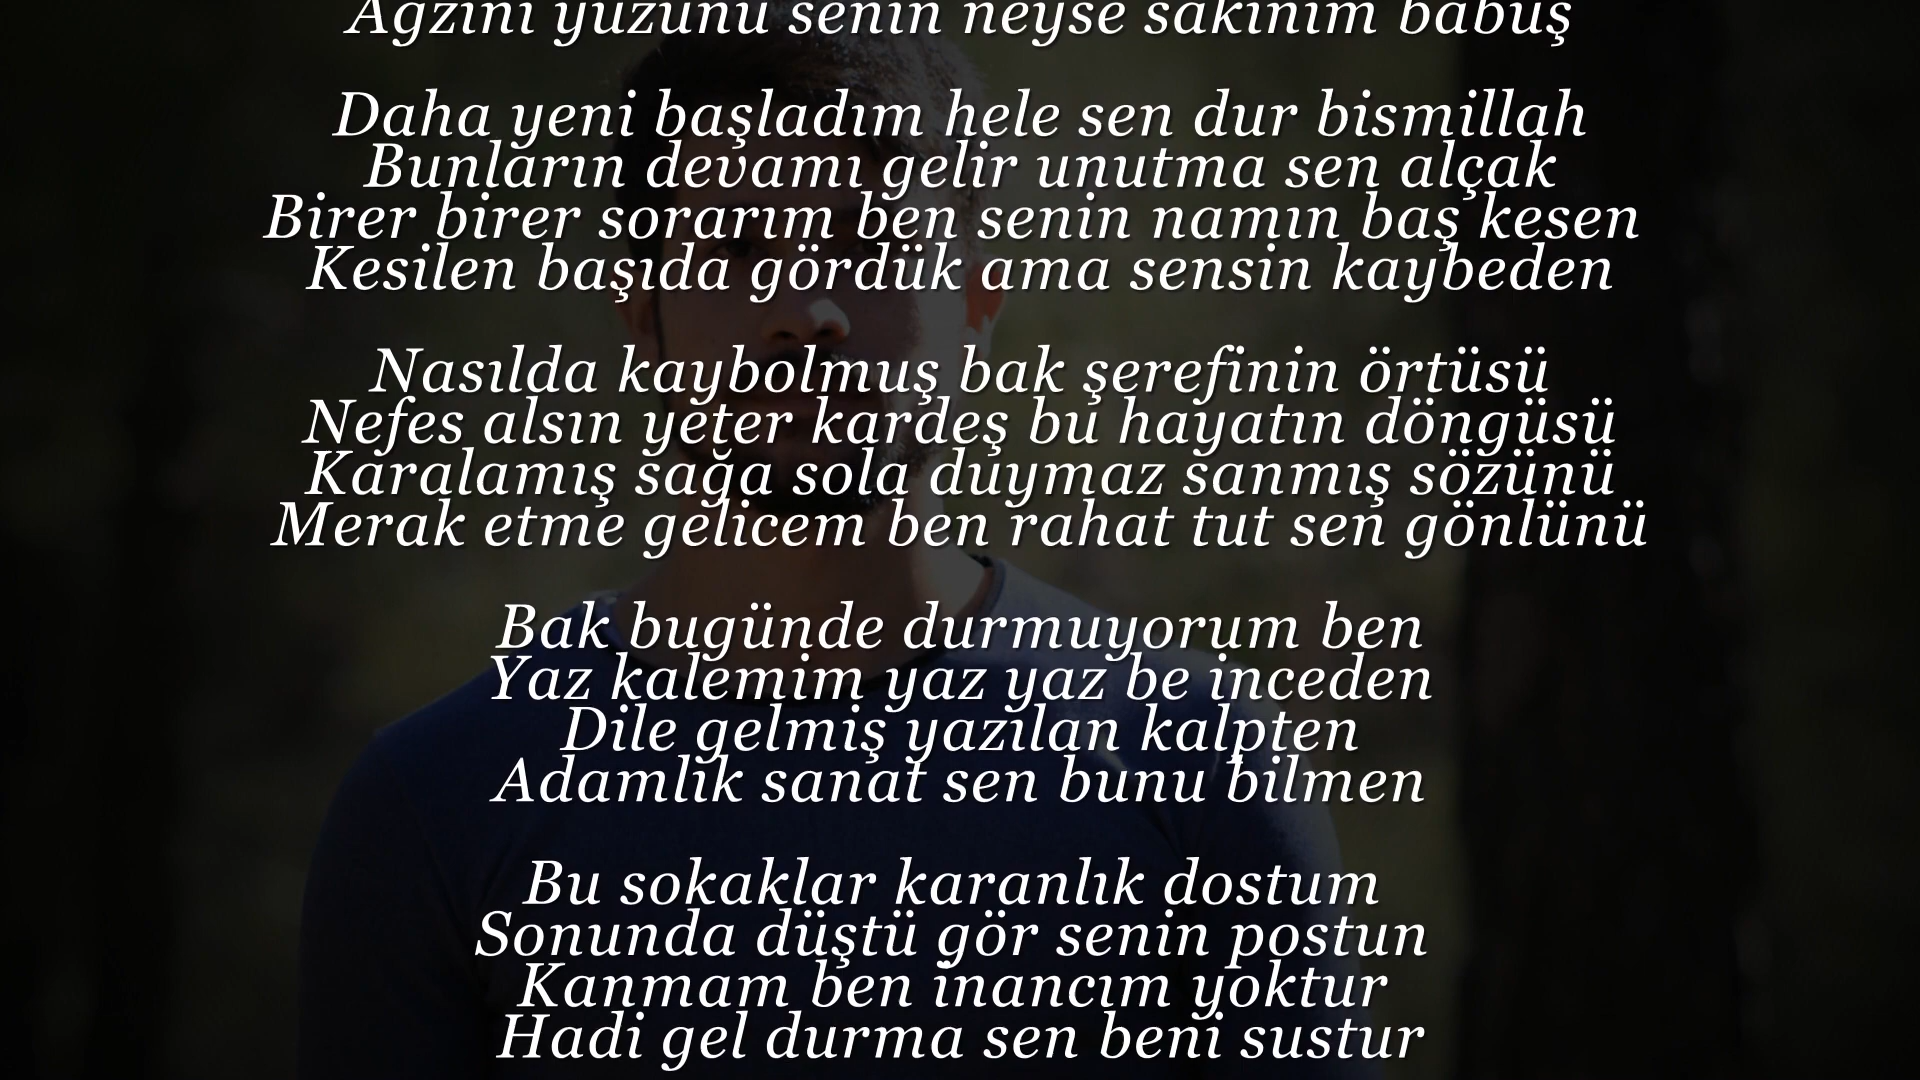 Ağzını yüzünü senin neyse sakinim babuş
Daha yeni başladım hele sen dur bismillah
Bunların devamı gelir unutma sen alçak
Birer birer sorarım ben senin namın baş kesen
Kesilen başıda gördük ama sensin kaybeden
Nasılda kaybolmuş bak şerefinin örtüsü
Nefes alsın yeter kardeş bu hayatın döngüsü
Karalamış sağa sola duymaz sanmış sözünü
Merak etme gelicem ben rahat tut sen gönlünü
Bak bugünde durmuyorum ben
Yaz kalemim yaz yaz be inceden
Dile gelmiş yazılan kalpten
Adamlık sanat sen bunu bilmen
Bu sokaklar karanlık dostum
Sonunda düştü gör senin postun
Kanmam ben inancım yoktur
Hadi gel durma sen beni sustur